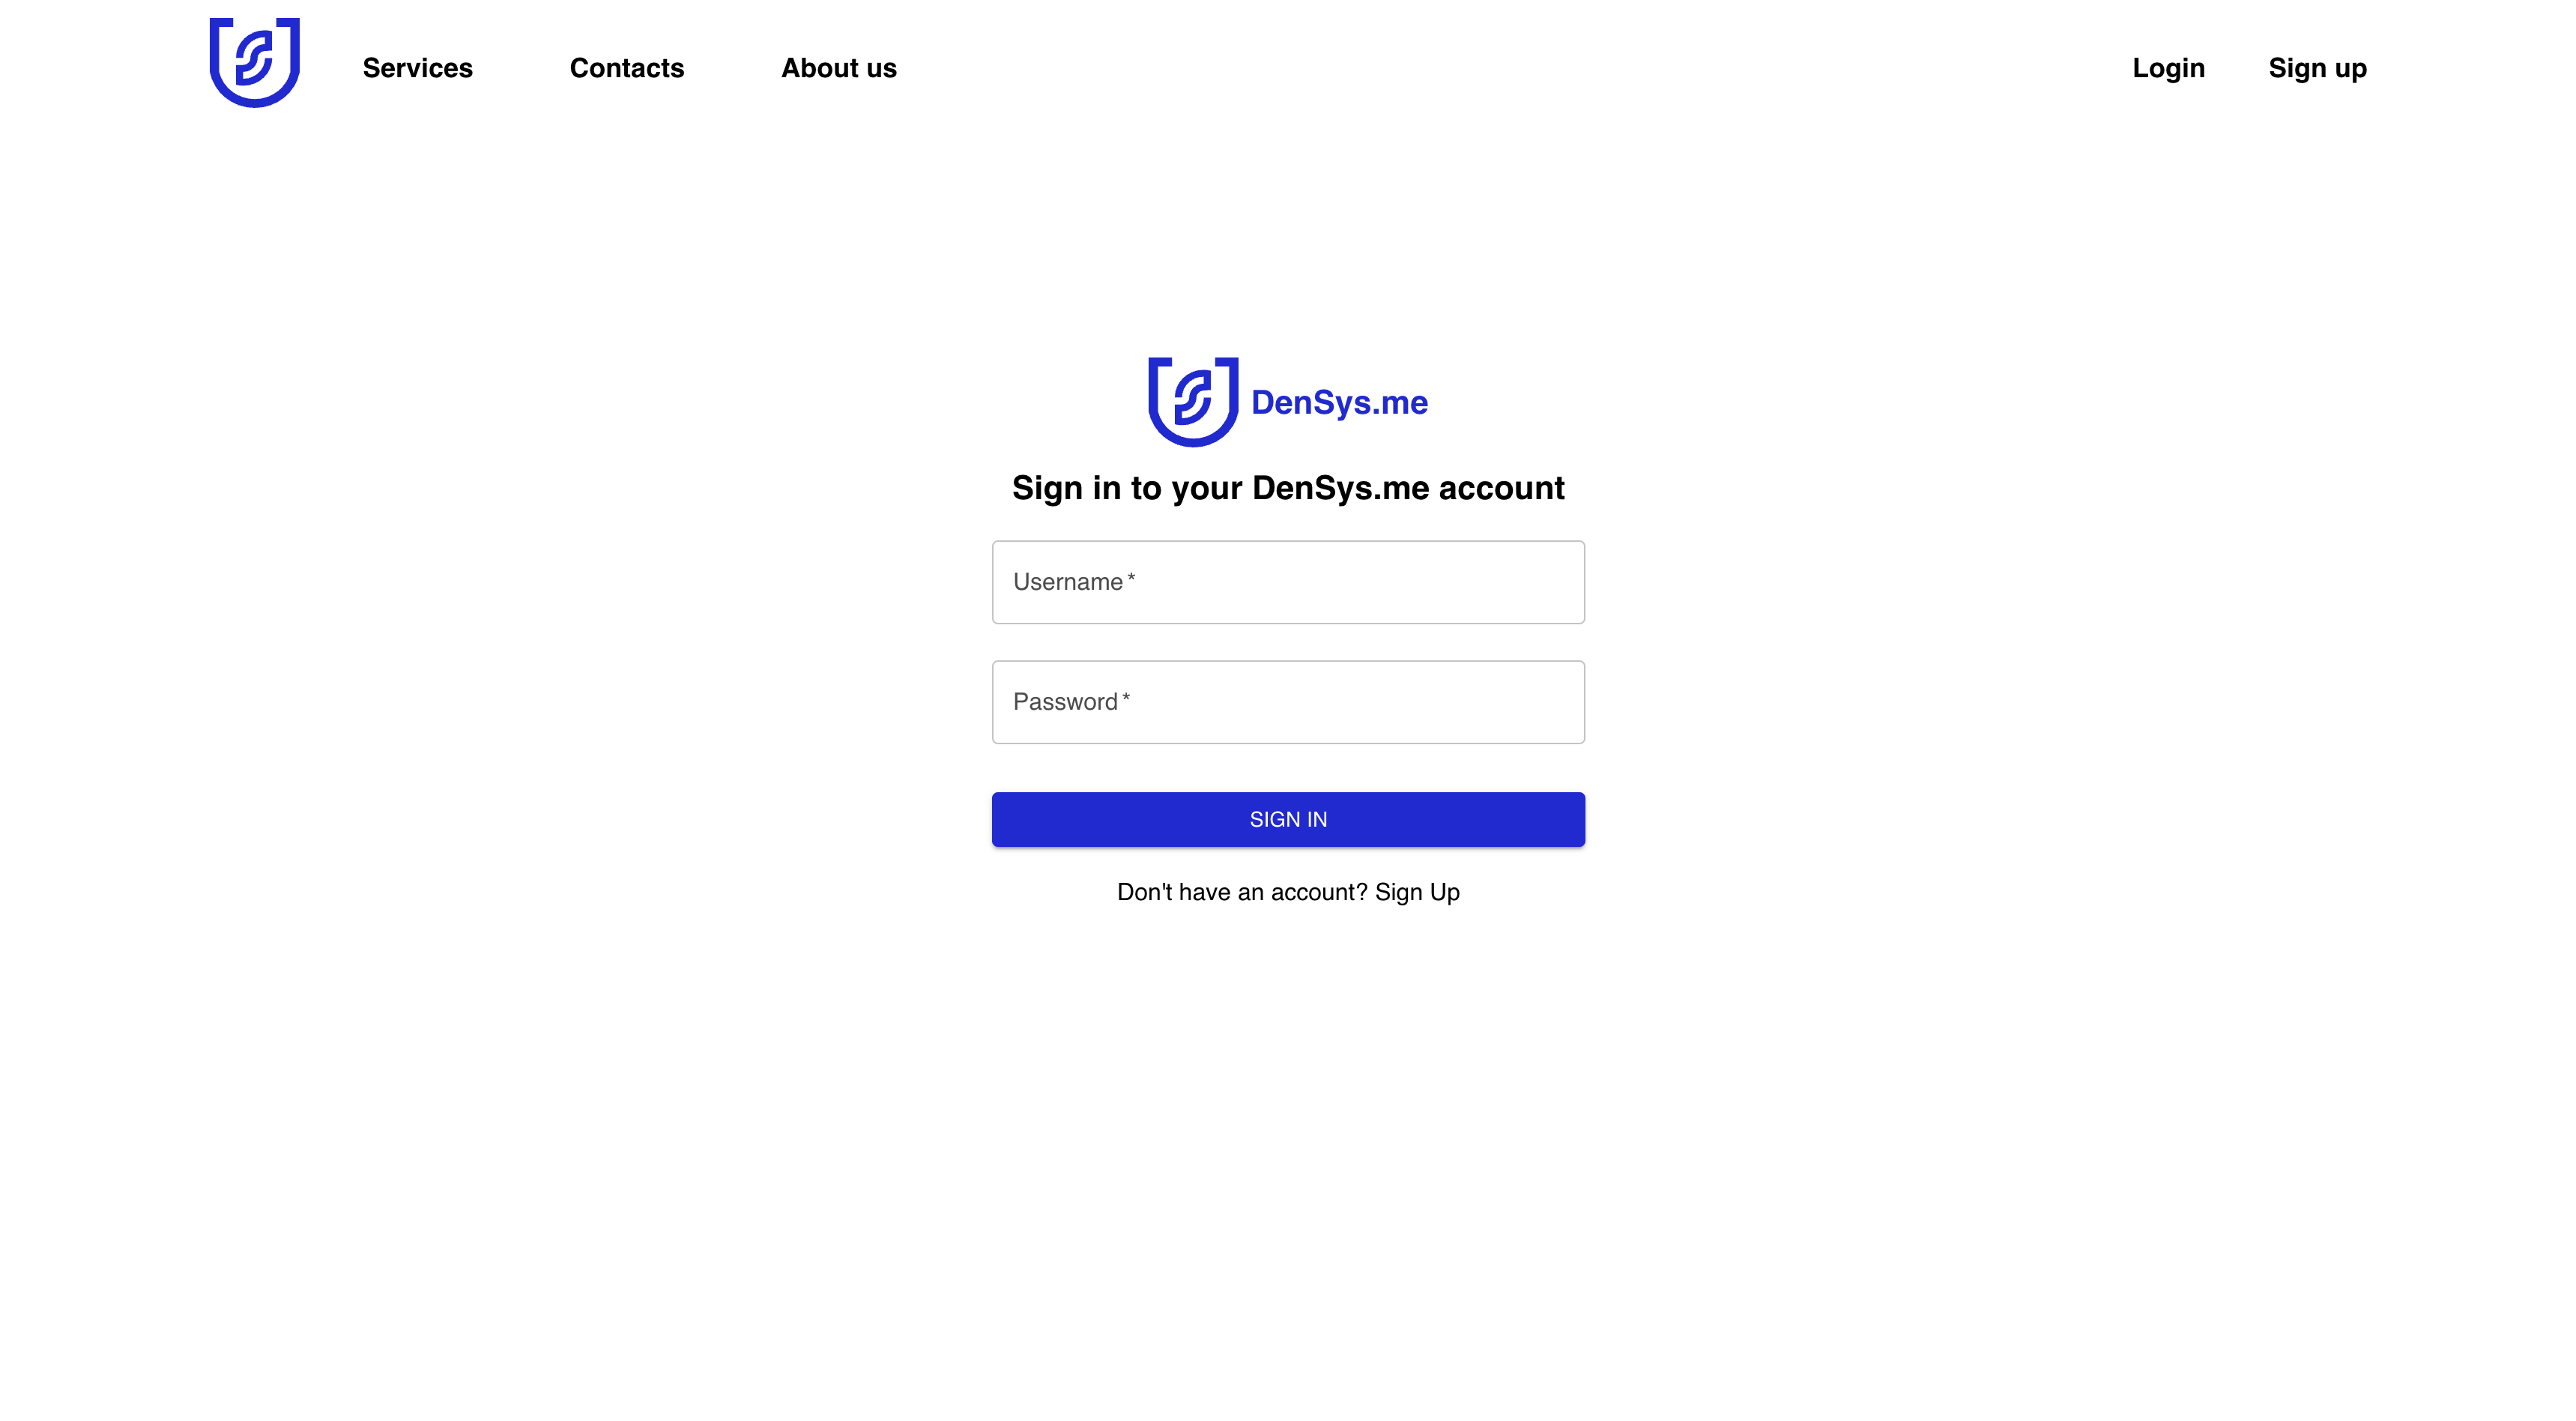 Services Contacts About us Login Sign up
DenSys.me
Sign in to your DenSys.me account
Username *
Password *
SIGN IN
Don't have an account? Sign Up